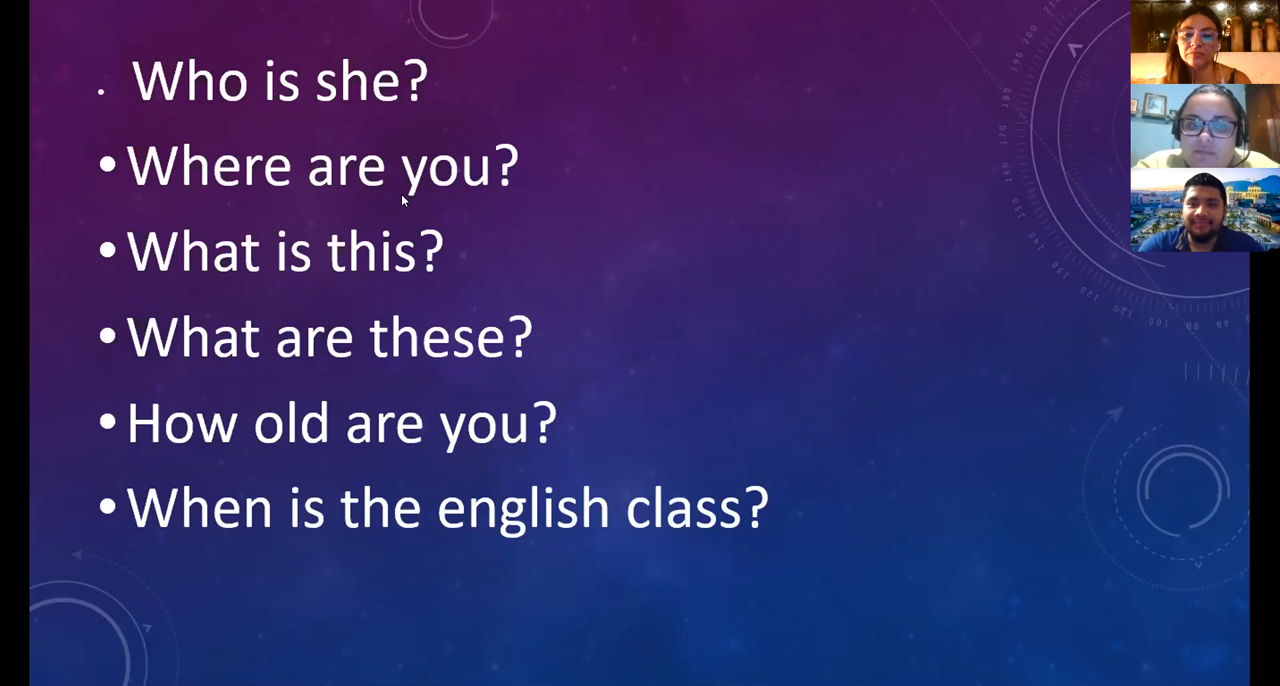 . Who is she?
• Where are you?
• What is this?
• What are these?
• How old are you?
• When is the english class?